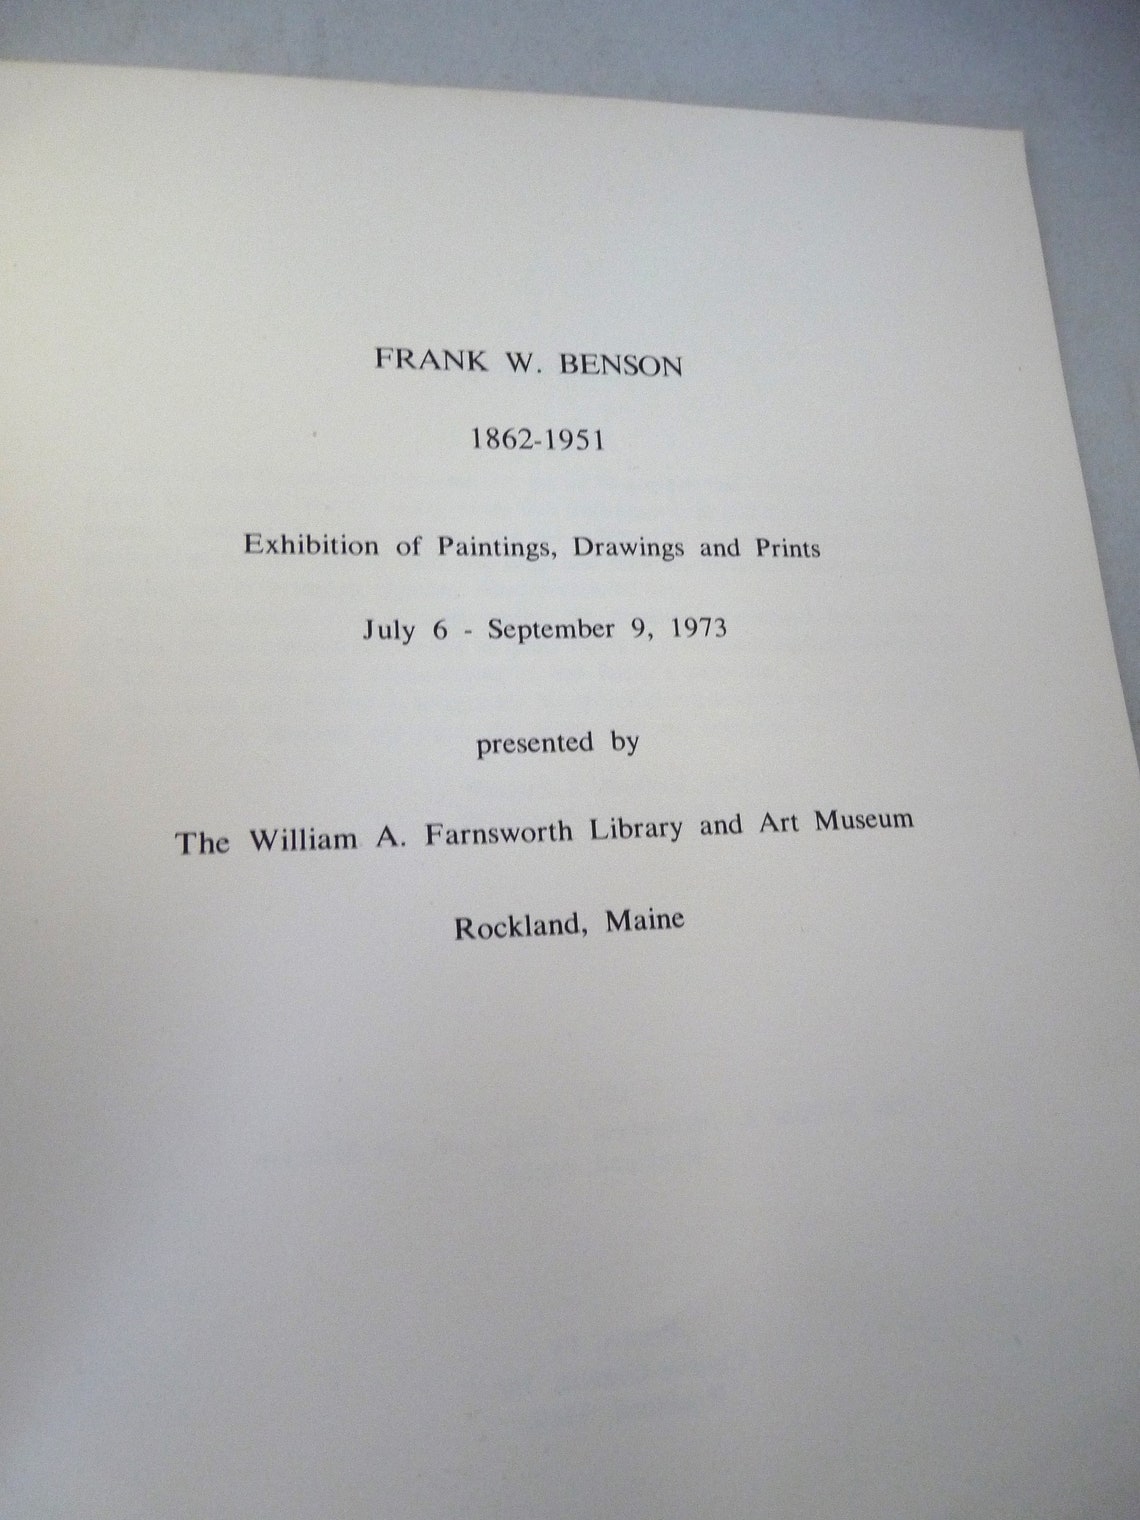 FRANK W. BENSON
1862-1951
Exhibition of Paintings, Drawings and Prints
July 6 - September 9, 1973
presented by
The William A. Farnsworth Library and Art Museum
Rockland, Maine